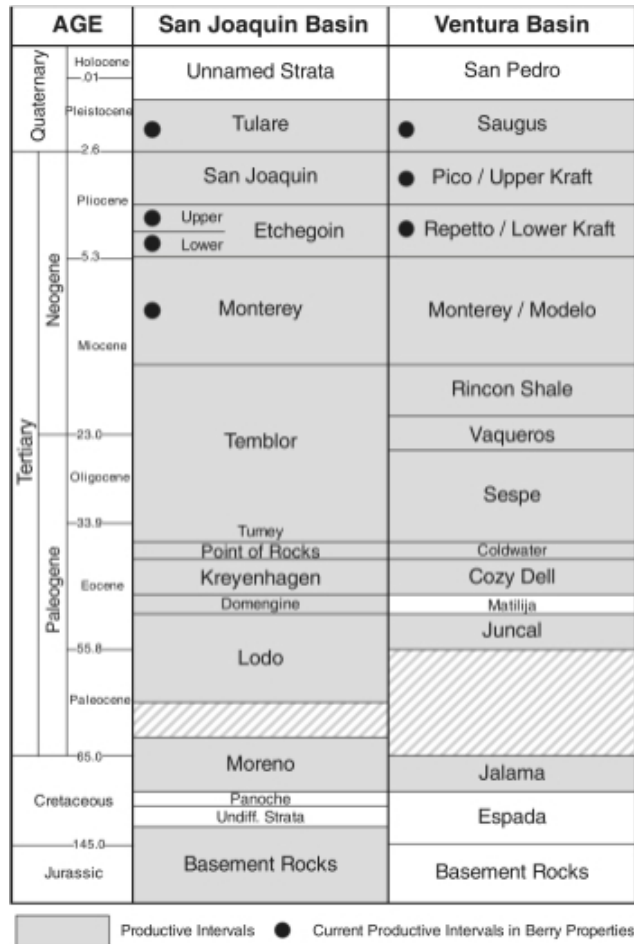 AGE
San Joaquin Basin
Ventura Basin
Quaternary
Holocene
.01
Unnamed Strata
San Pedro
Pleistocene
Tulare
Saugus
2.6
Tertiary
Neogene
Pliocene
San Joaquin
Pico / Upper Kraft
Upper
Lower
Etchegoin
Repetto / Lower Kraft
5.3
Monterey
Monterey / Modelo
Miocene
Rincon Shale
Temblor
Vaqueros
23.0
Oligocene
Sespe
33.9
Tumey
Paleogene
Point of Rocks
Coldwater
Eocene
Kreyenhagen
Cozy Dell
Domengine
Matilija
Juncal
55.8
Lodo
Paleocene
65.0
Moreno
Jalama
Cretaceous
Panoche
Undiff. Strata
Espada
145.0
Jurassic
Basement Rocks
Basement Rocks
Productive Intervals
Current Productive Intervals in Berry Properties